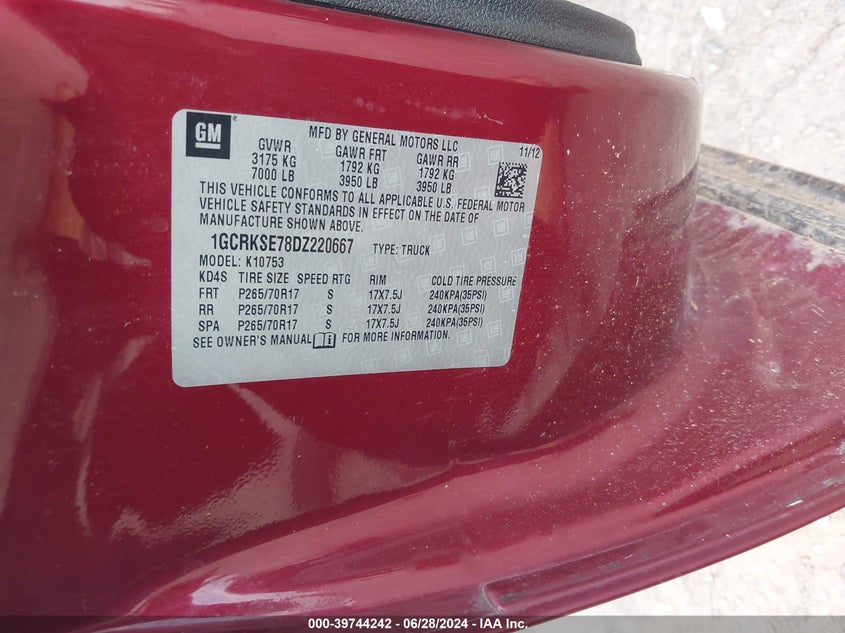 GM
MFD BY GENERAL MOTORS LLC
11/12
GVWR GAWR FRT GAWR RR
3175 KG 1792 KG 1792 KG
7000 LB 3950 LB 3950 LB
THIS VEHICLE CONFORMS TO ALL APPLICABLE U.S. FEDERAL MOTOR
VEHICLE SAFETY STANDARDS IN EFFECT ON THE DATE OF
MANUFACTURE SHOWN ABOVE.
1GCRKSE78DZ220667 TYPE: TRUCK
MODEL: K10753
KD4S TIRE SIZE SPEED RTG RIM COLD TIRE PRESSURE
FRT P265/70R17 S 17X7.5J 240KPA(35PSI)
RR P265/70R17 S 17X7.5J 240KPA(35PSI)
SPA P265/70R17 S 17X7.5J 240KPA(35PSI)
SEE OWNER'S MANUAL FOR MORE INFORMATION.
000-39744242 / 06/28/2024 - IAA Inc.